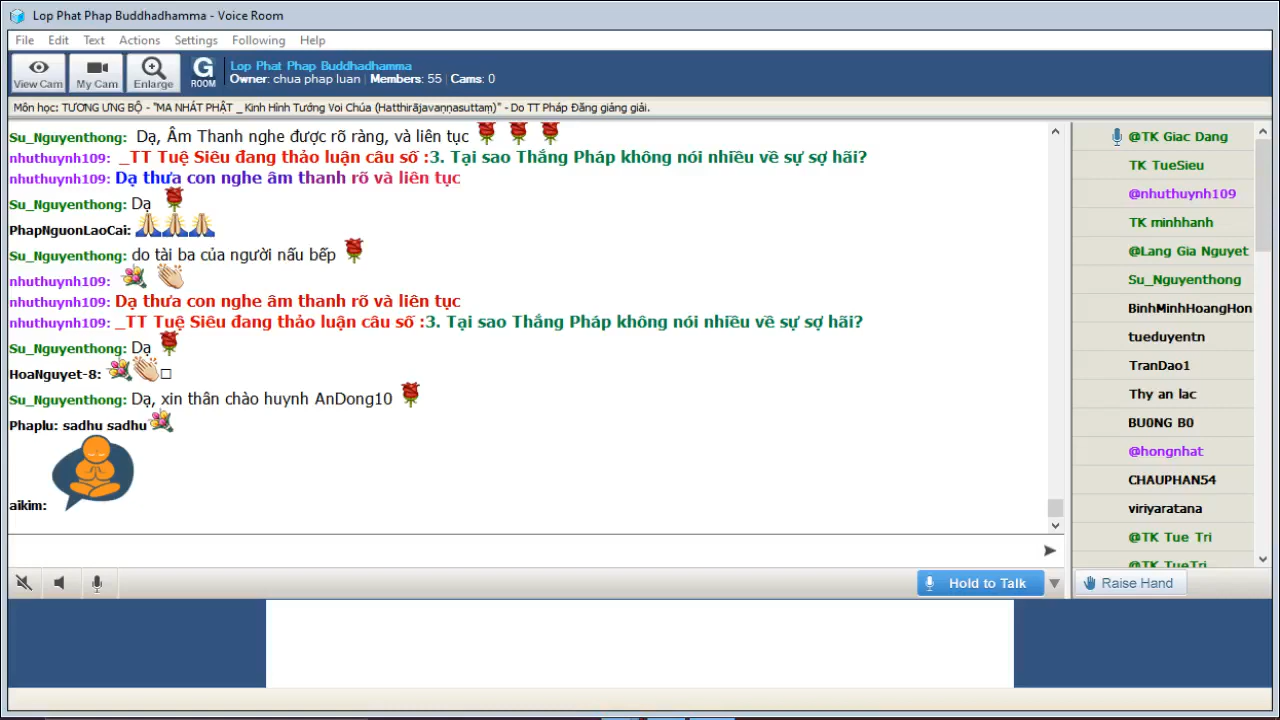 Lop Phat Phap Buddhadhamma - Voice Room
File Edit Text Actions Settings Following Help
View Cam My Cam Enlarge G ROOM
Lop Phat Phap Buddhadhamma
Owner: chua phap luan | Members: 55 | Cams: 0
Môn học: TƯƠNG ƯNG BỘ - "MA NHÁT PHẬT _ Kinh Hình Tướng Voi Chúa (Hatthirājavaṇṇasuttaṃ)" - Do TT Pháp Đăng giảng giải.
Su_Nguyenthong: Dạ, Âm Thanh nghe được rõ ràng, và liên tục
nhuthuynh109: _TT Tuệ Siêu đang thảo luận câu số :3. Tại sao Thắng Pháp không nói nhiều về sự sợ hãi?
nhuthuynh109: Dạ thưa con nghe âm thanh rõ và liên tục
Su_Nguyenthong: Dạ
PhapNguonLaoCai:
Su_Nguyenthong: do tài ba của người nấu bếp
nhuthuynh109:
nhuthuynh109: Dạ thưa con nghe âm thanh rõ và liên tục
nhuthuynh109: _TT Tuệ Siêu đang thảo luận câu số :3. Tại sao Thắng Pháp không nói nhiều về sự sợ hãi?
Su_Nguyenthong: Dạ
HoaNguyet-8:
Su_Nguyenthong: Dạ, xin thân chào huynh AnDong10
Phaplu: sadhu sadhu
aikim:
@TK Giac Dang
TK TueSieu
@nhuthuynh109
TK minhhanh
@Lang Gia Nguyet
Su_Nguyenthong
BinhMinhHoangHon
tueduyentn
TranDao1
Thy an lac
BU0NG B0
@hongnhat
CHAUPHAN54
viriyaratana
@TK Tue Tri
@TK TueTri
Hold to Talk
Raise Hand